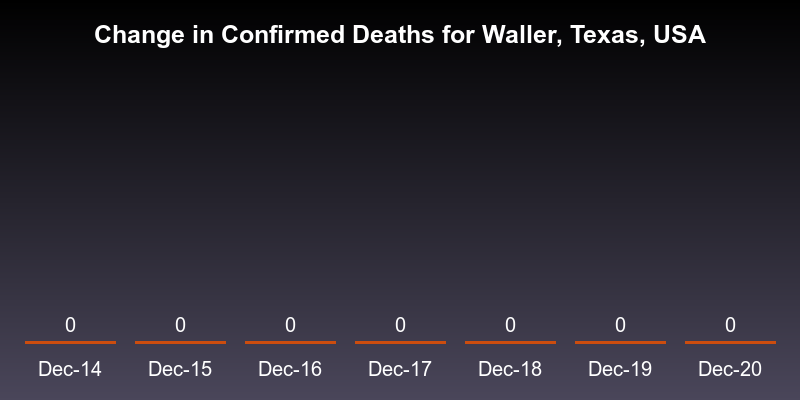 Change in Confirmed Deaths for Waller, Texas, USA
0 0 0 0 0 0 0
Dec-14 Dec-15 Dec-16 Dec-17 Dec-18 Dec-19 Dec-20